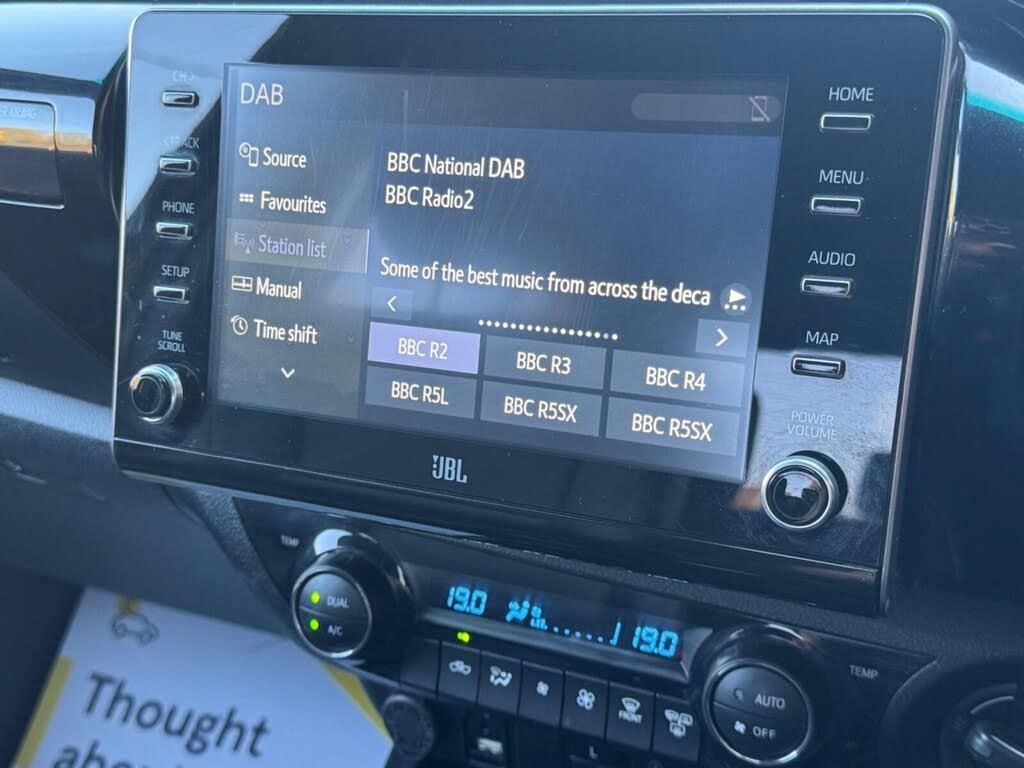 CH >
< TRACK
PHONE
SETUP
TUNE
SCROLL
DAB
Source
Favourites
Station list
Manual
Time shift
BBC National DAB
BBC Radio2
Some of the best music from across the deca
BBC R2
BBC R3
BBC R4
BBC R5L
BBC R5SX
BBC R5SX
HOME
MENU
AUDIO
MAP
POWER
VOLUME
JBL
TEMP
DUAL
A/C
19.0
19.0
FRONT
TEMP
AUTO
OFF
L
Thought